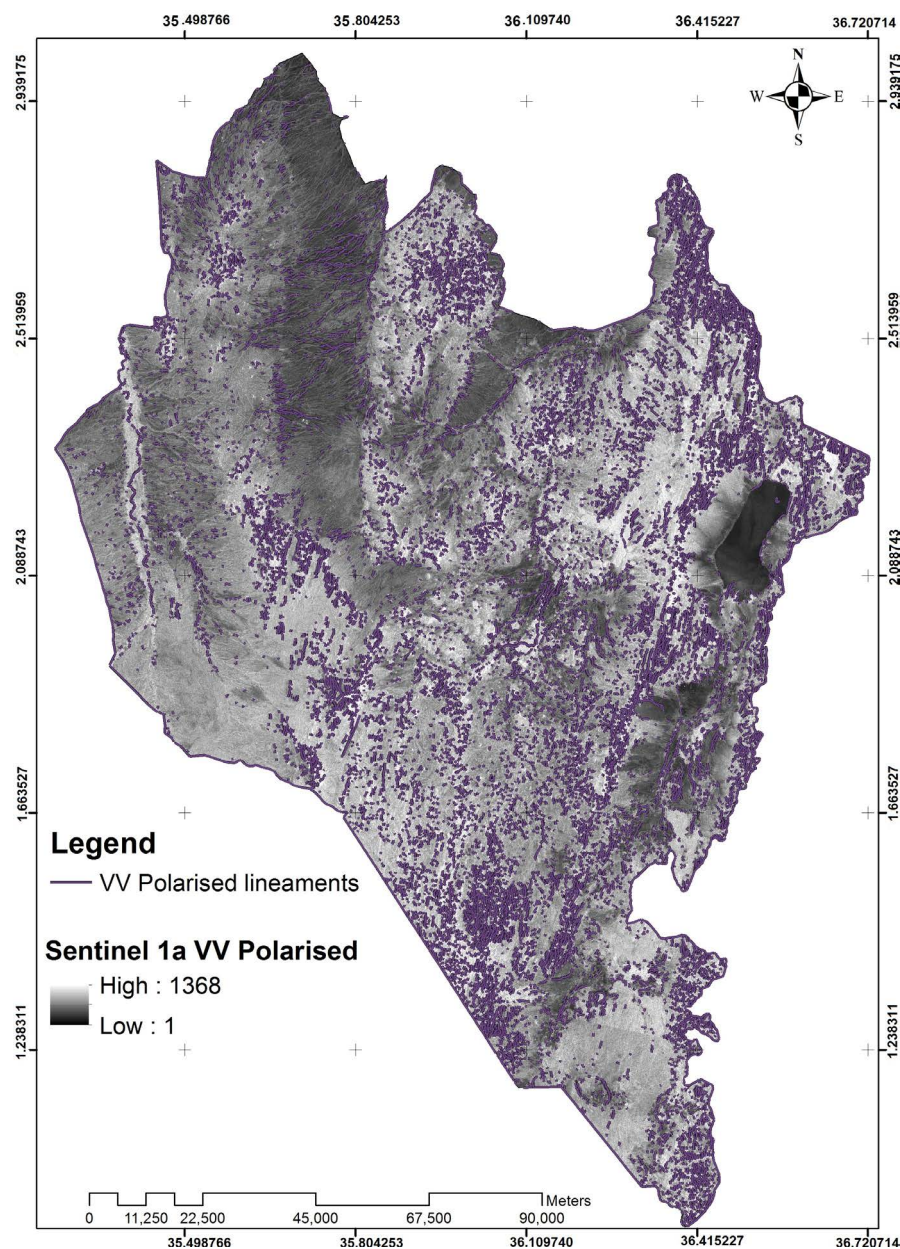 35.498766 35.804253 36.109740 36.415227 36.720714
N
W E
S
2.939175 2.939175
2.513959 2.513959
2.088743 2.088743
1.663527 1.663527
Legend
VV Polarised lineaments
Sentinel 1a VV Polarised
High : 1368
Low : 1
1.238311 1.238311
Meters
0 11,250 22,500 45,000 67,500 90,000
35.498766 35.804253 36.109740 36.415227 36.720714